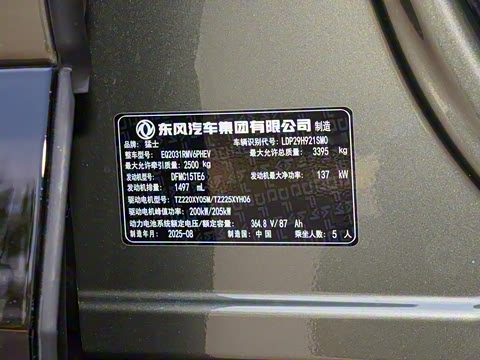 东风汽车集团有限公司 制造
品牌: 猛士 车辆识别代号: LDP29H921SM0
整车型号: EQ2031RMV6PHEV 最大允许总质量: 3395 kg
最大允许牵引质量: 2500 kg
发动机型号: DFMC15TE6 发动机最大净功率: 137 kW
发动机排量: 1497 mL
驱动电机型号: TZ220XY05W/TZ225XYH06
驱动电机峰值功率: 200kW/205kW
动力电池系统额定电压/额定容量: 364.8 V/87 Ah
制造年月: 2025-08 制造国: 中 国 乘坐人数: 5 人